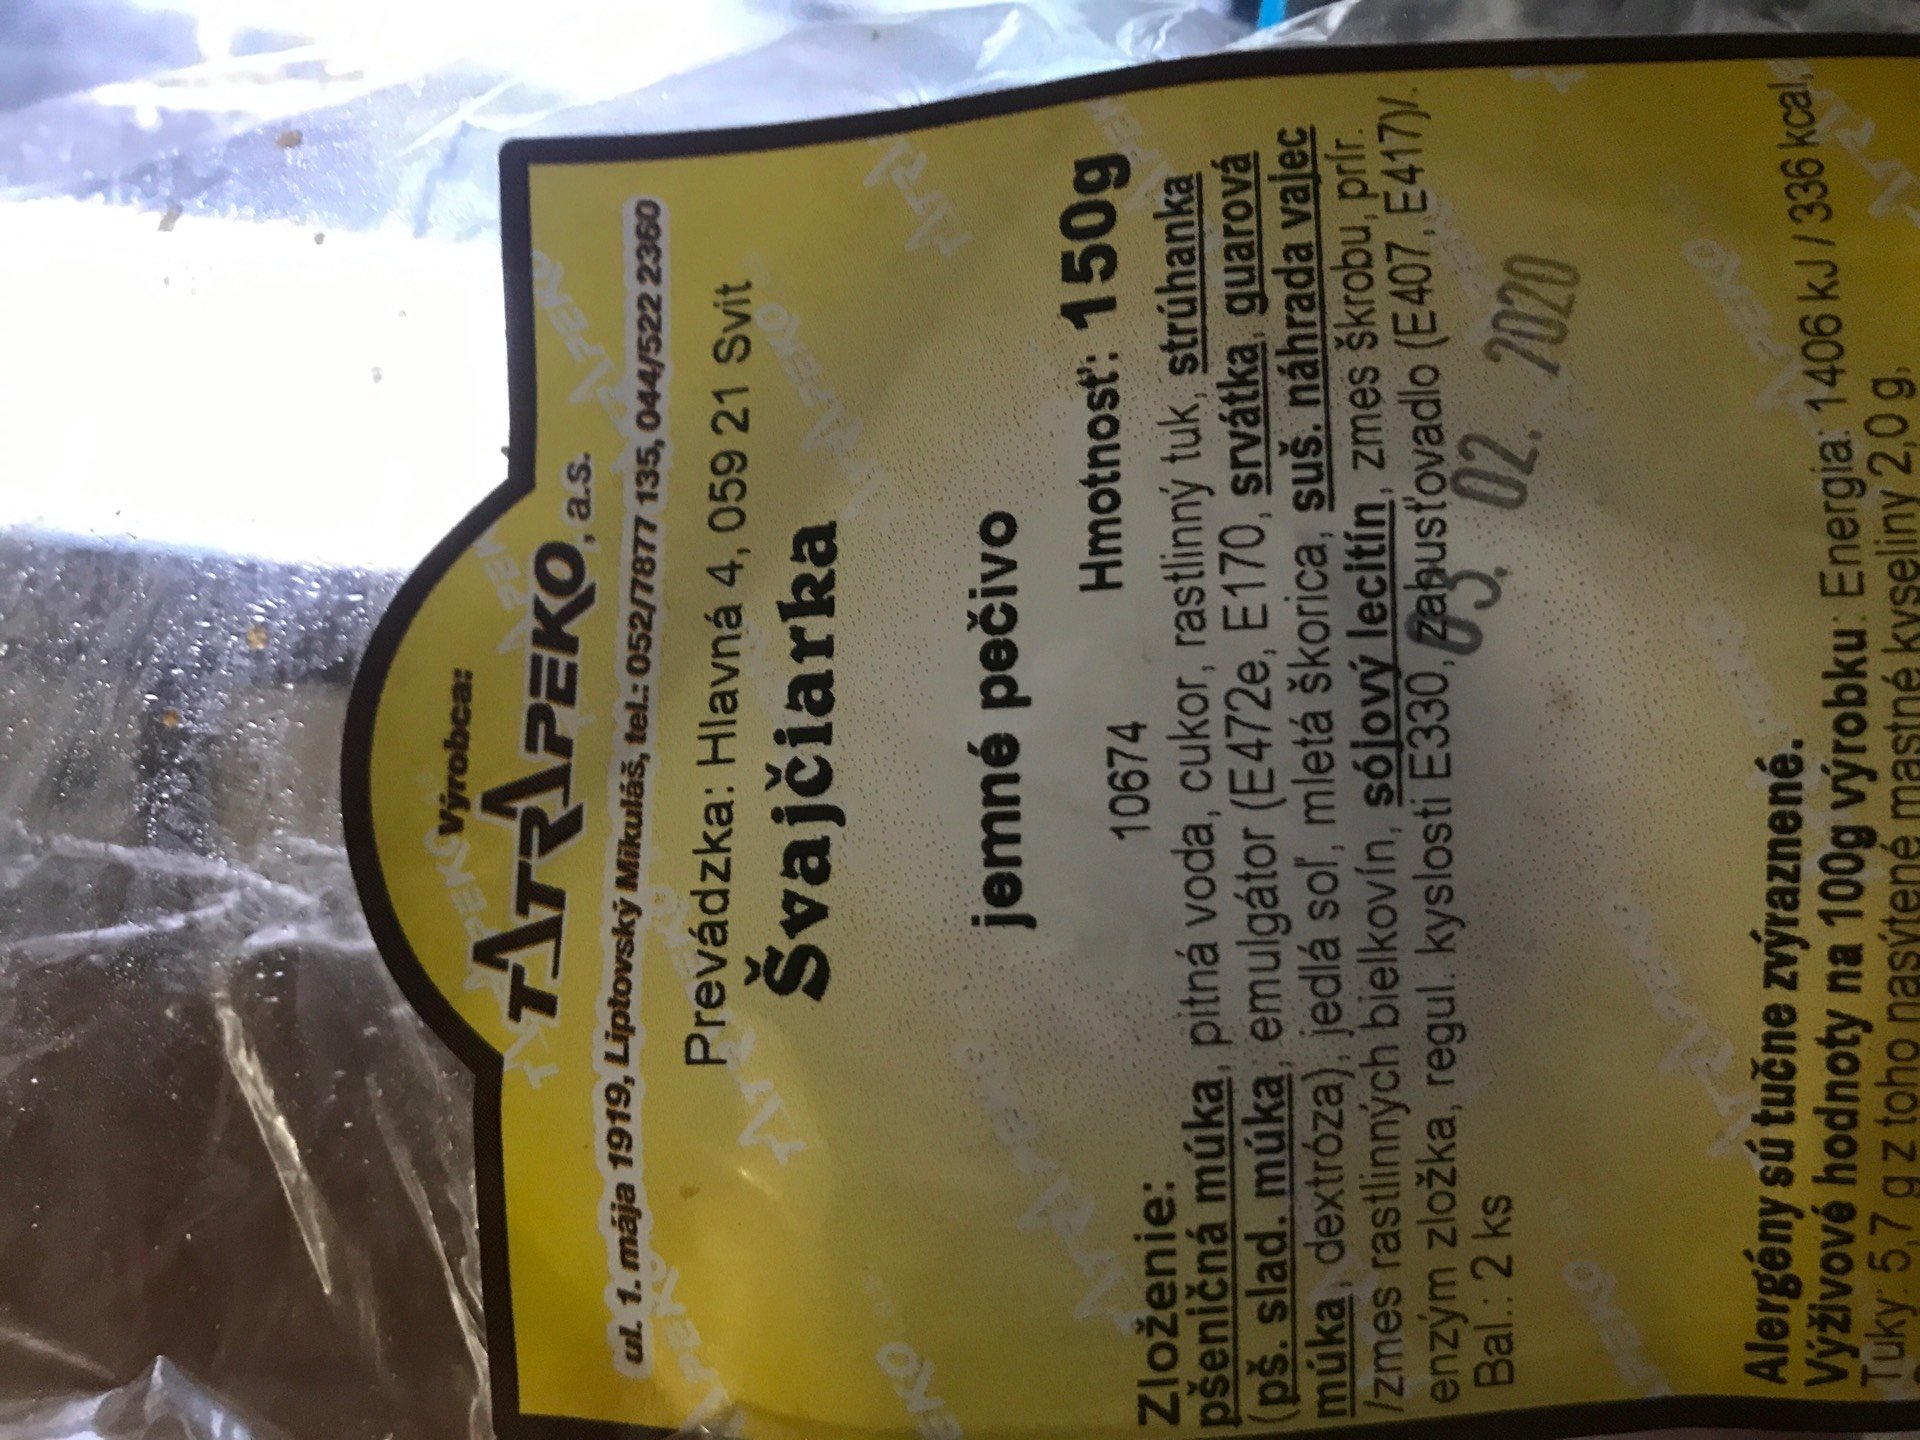 Výrobca:
TATRAPEKO, a.s.
ul. 1. mája 1919, Liptovský Mikuláš, tel.: 052/7877 135, 044/522 2360
Prevádzka: Hlavná 4, 059 21 Svit
Švajčiarka
jemné pečivo
10674 Hmotnosť: 150g
Zloženie:
pšeničná múka, pitná voda, cukor, rastlinný tuk, strúhanka
(pš. slad. múka, emulgátor (E472e, E170, srvátka, guarová
múka, dextróza), jedlá soľ, mletá škorica, suš. náhrada vajec
/zmes rastlinných bielkovín, sójový lecitín, zmes škrobu, prír.
enzým zložka, regul. kyslosti E330, zahusťovadlo (E407, E417)/.
Bal.: 2 ks
02. 2020
Alergény sú tučne zvýraznené.
Výživové hodnoty na 100g výrobku: Energia: 1406 kJ / 336 kcal,
Tuky: 5,7 g z toho nasýtené mastné kyseliny 2,0 g,